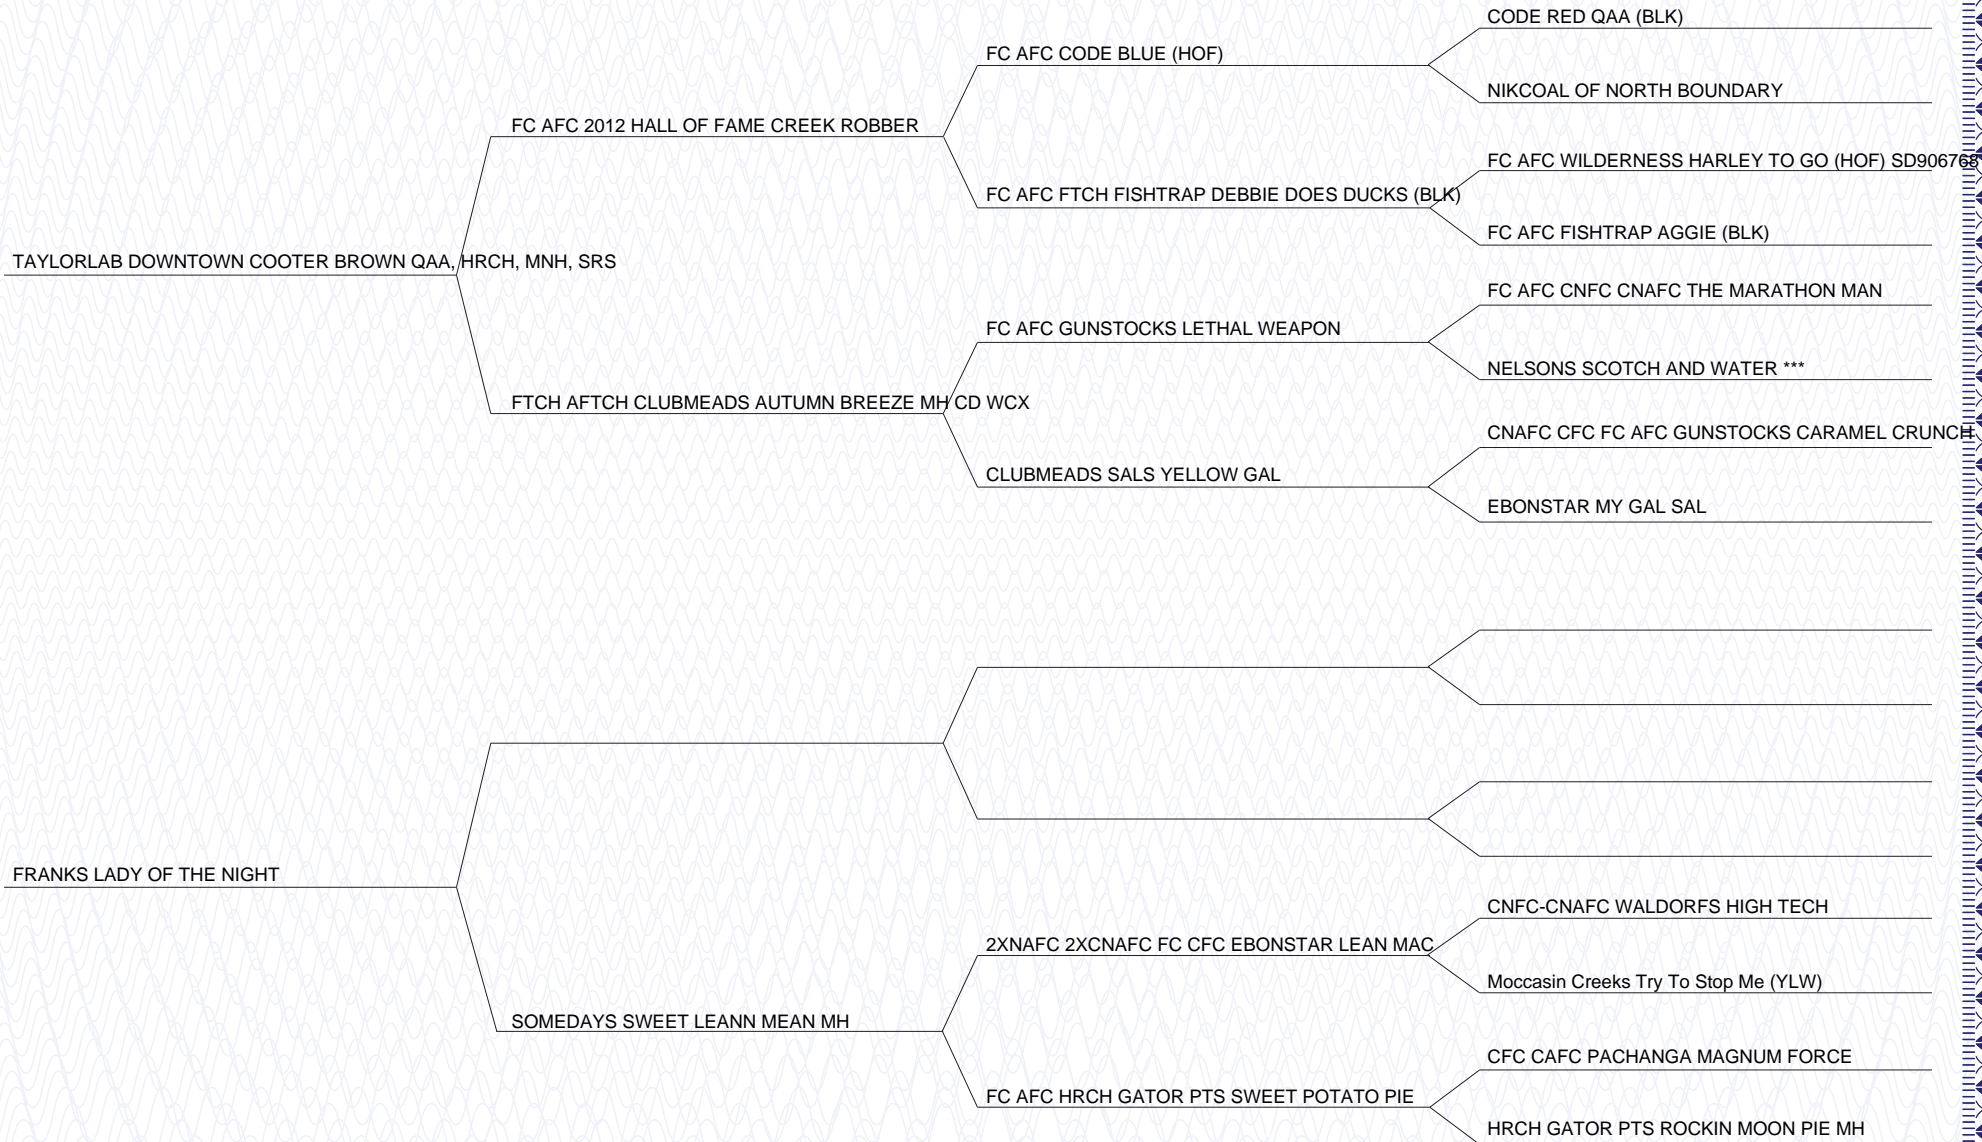 CODE RED QAA (BLK)
FC AFC CODE BLUE (HOF)
NIKCOAL OF NORTH BOUNDARY
FC AFC 2012 HALL OF FAME CREEK ROBBER
FC AFC WILDERNESS HARLEY TO GO (HOF) SD906768
FC AFC FTCH FISHTRAP DEBBIE DOES DUCKS (BLK)
FC AFC FISHTRAP AGGIE (BLK)
TAYLORLAB DOWNTOWN COOTER BROWN QAA, HRCH, MNH, SRS
FC AFC CNFC CNAFC THE MARATHON MAN
FC AFC GUNSTOCKS LETHAL WEAPON
NELSONS SCOTCH AND WATER ***
FTCH AFTCH CLUBMEADS AUTUMN BREEZE MH CD WCX
CNAFC CFC FC AFC GUNSTOCKS CARAMEL CRUNCH
CLUBMEADS SALS YELLOW GAL
EBONSTAR MY GAL SAL
FRANKS LADY OF THE NIGHT
CNFC-CNAFC WALDORFS HIGH TECH
2XNAFC 2XCNAFC FC CFC EBONSTAR LEAN MAC
Moccasin Creeks Try To Stop Me (YLW)
SOMEDAYS SWEET LEANN MEAN MH
CFC CAFC PACHANGA MAGNUM FORCE
FC AFC HRCH GATOR PTS SWEET POTATO PIE
HRCH GATOR PTS ROCKIN MOON PIE MH